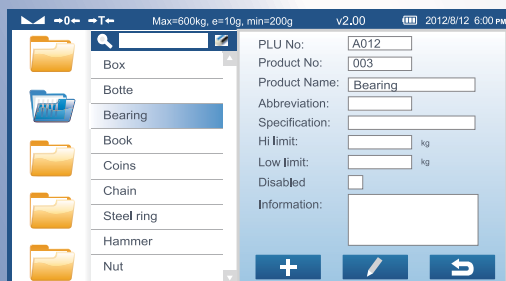 →0← →T← Max=600kg, e=10g, min=200g v2.00 2012/8/12 6:00 PM
Box
Botte
Bearing
Book
Coins
Chain
Steel ring
Hammer
Nut
PLU No: A012
Product No: 003
Product Name: Bearing
Abbreviation:
Specification:
Hi limit: kg
Low limit: kg
Disabled
Information: